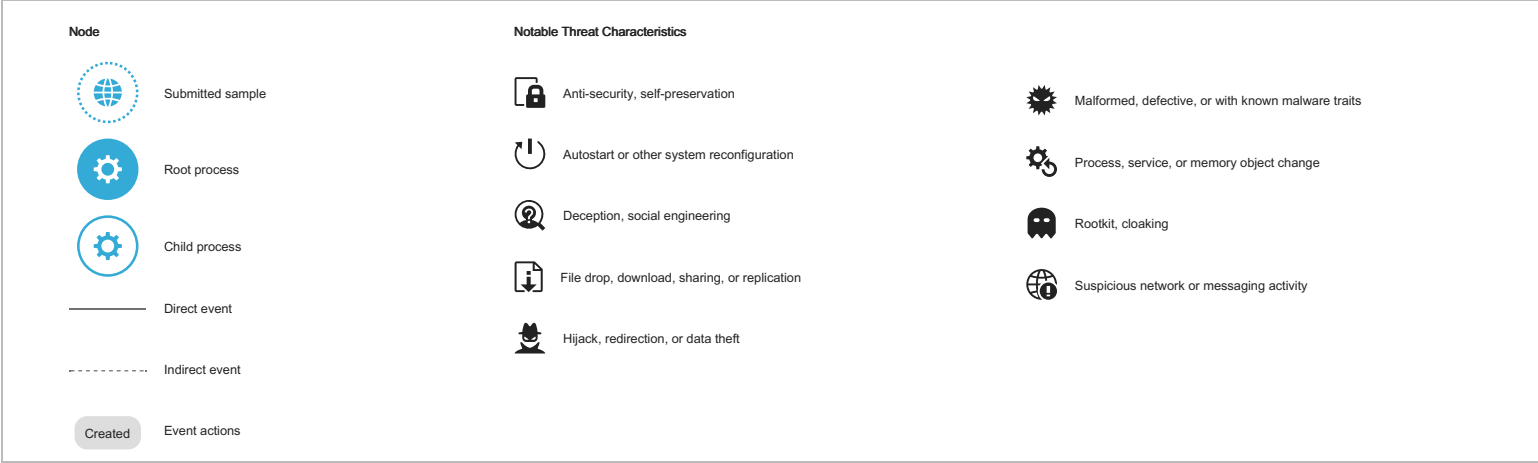 Node
Submitted sample
Root process
Child process
Direct event
Indirect event
Created
Event actions
Notable Threat Characteristics
Anti-security, self-preservation
Autostart or other system reconfiguration
Deception, social engineering
File drop, download, sharing, or replication
Hijack, redirection, or data theft
Malformed, defective, or with known malware traits
Process, service, or memory object change
Rootkit, cloaking
Suspicious network or messaging activity